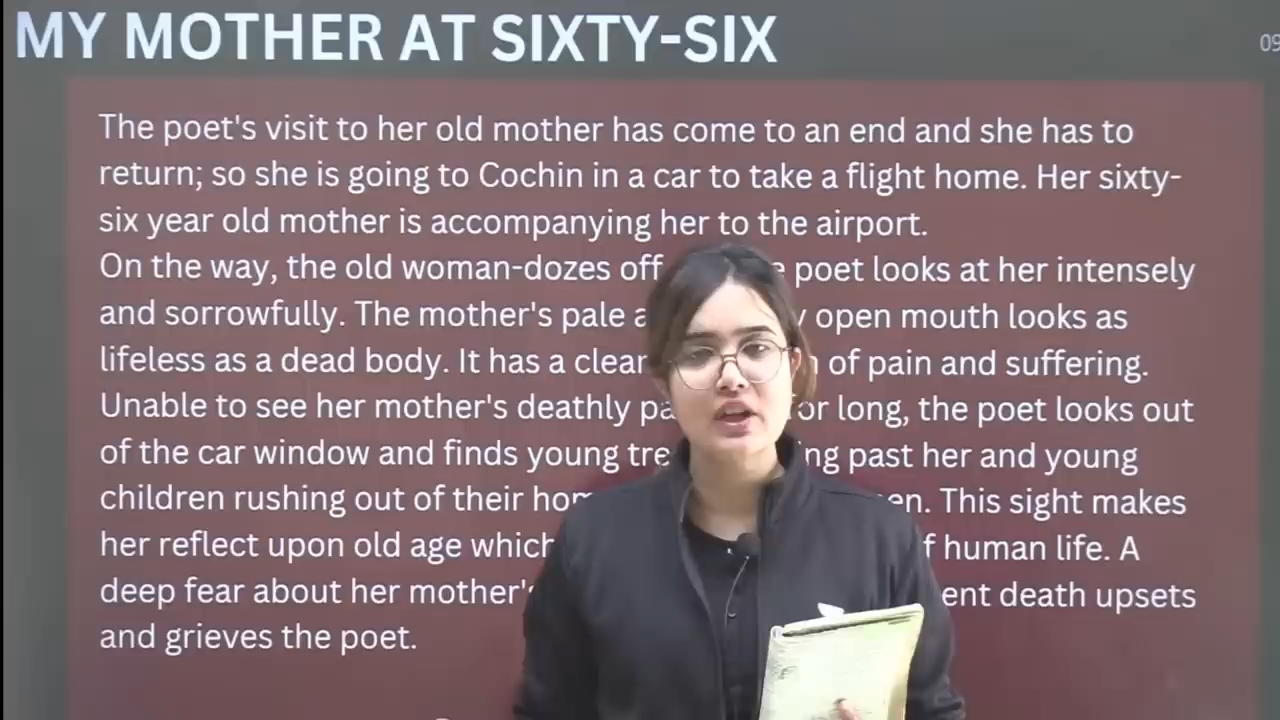 MY MOTHER AT SIXTY-SIX
09
The poet's visit to her old mother has come to an end and she has to
return; so she is going to Cochin in a car to take a flight home. Her sixty-
six year old mother is accompanying her to the airport.
On the way, the old woman-dozes off poet looks at her intensely
and sorrowfully. The mother's pale open mouth looks as
lifeless as a dead body. It has a clear of pain and suffering.
Unable to see her mother's deathly for long, the poet looks out
of the car window and finds young past her and young
children rushing out of their This sight makes
her reflect upon old age which of human life. A
deep fear about her mother's death upsets
and grieves the poet.